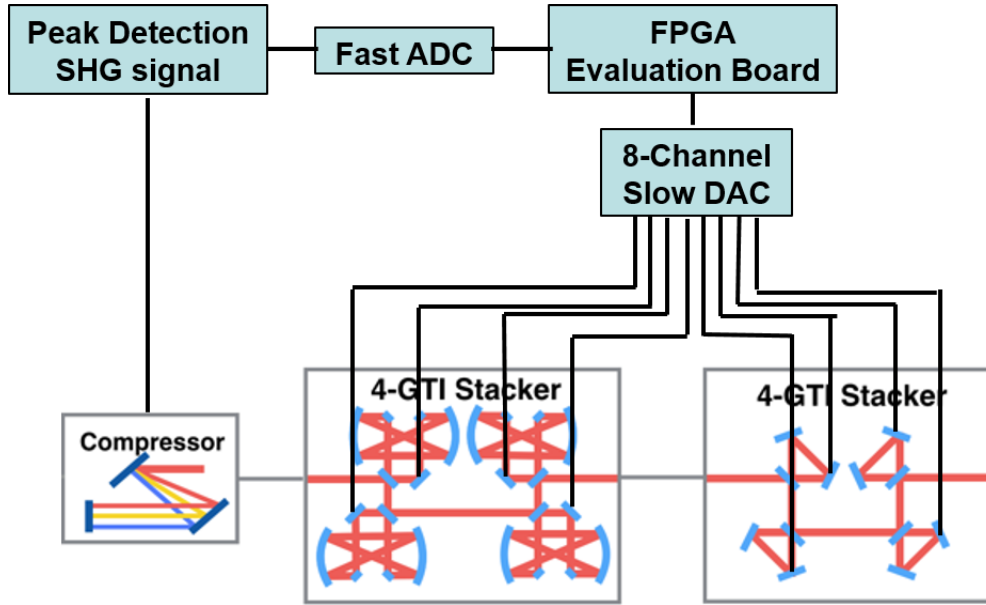 Peak Detection
SHG signal
Fast ADC
FPGA
Evaluation Board
8-Channel
Slow DAC
4-GTI Stacker
4-GTI Stacker
Compressor